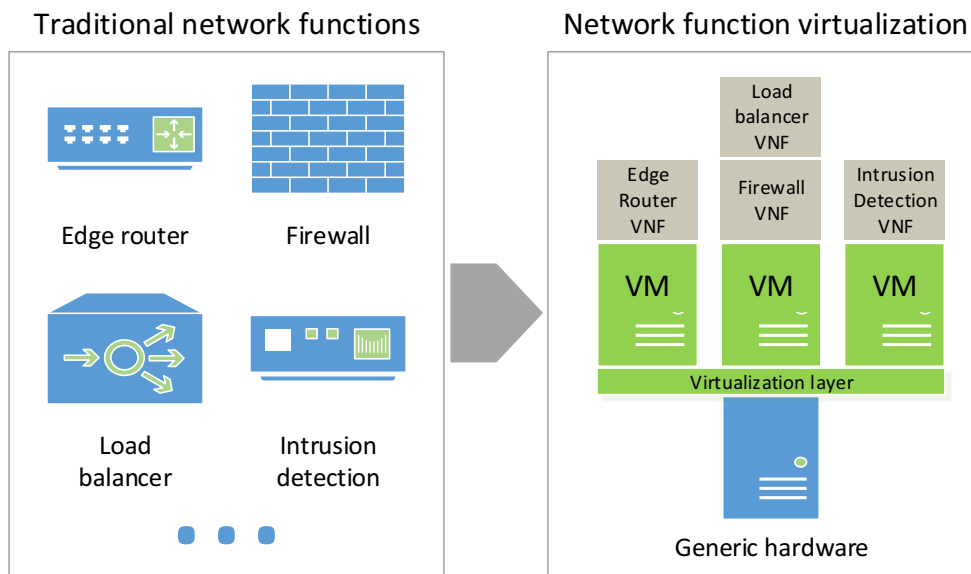 Traditional network functions
Edge router
Firewall
Load
balancer
Intrusion
detection
Network function virtualization
Load
balancer
VNF
Edge
Router
VNF
Firewall
VNF
Intrusion
Detection
VNF
VM
VM
VM
Virtualization layer
Generic hardware